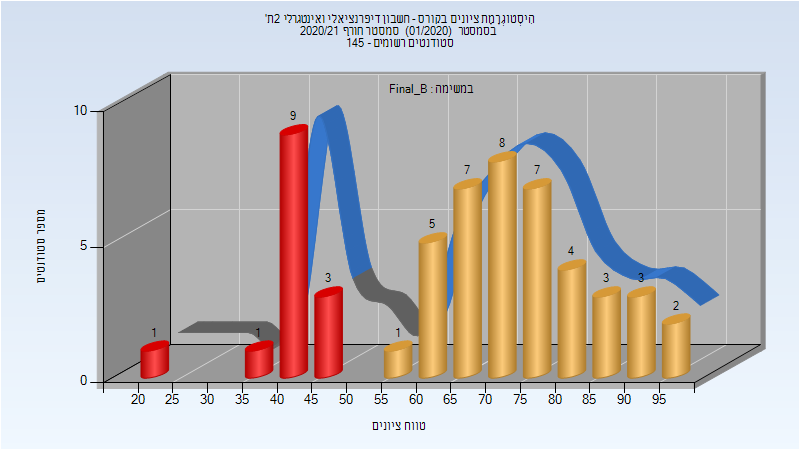 היסטוגרמת ציונים בקורס - חשבון דיפרנציאלי ואינטגרלי 2ת'
בסמסטר (01/2020) סמסטר חורף 2020/21
סטודנטים רשומים - 145
במשימה : Final_B
מספר סטודנטים
10
5
0
1
1
9
3
1
5
7
8
7
4
3
3
2
20 25 30 35 40 45 50 55 60 65 70 75 80 85 90 95
טווח ציונים